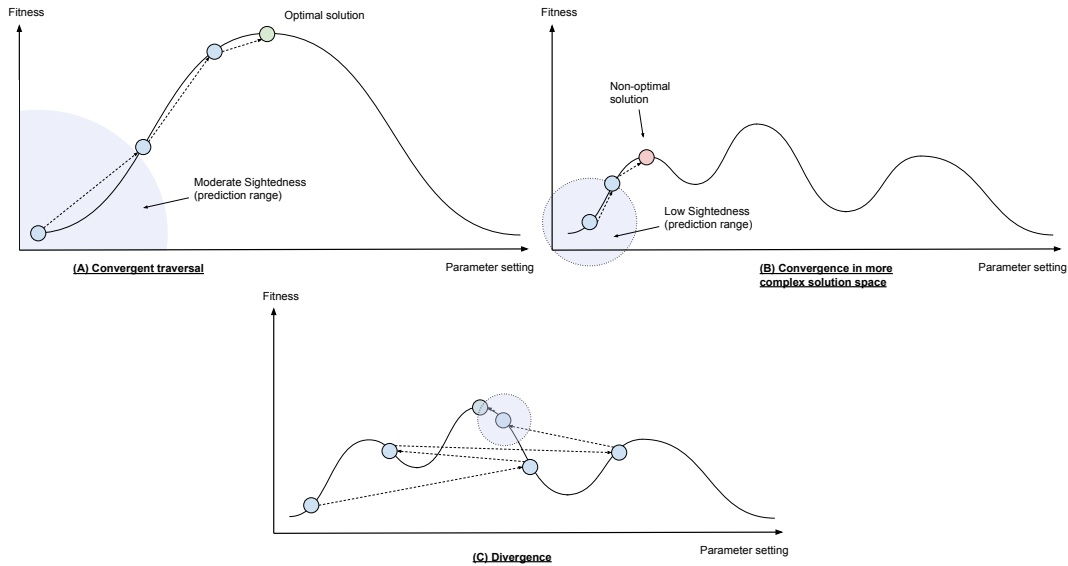 Fitness
Optimal solution
Moderate Sightedness
(prediction range)
(A) Convergent traversal
Parameter setting
Fitness
Non-optimal
solution
Low Sightedness
(prediction range)
(B) Convergence in more
complex solution space
Parameter setting
Fitness
(C) Divergence
Parameter setting